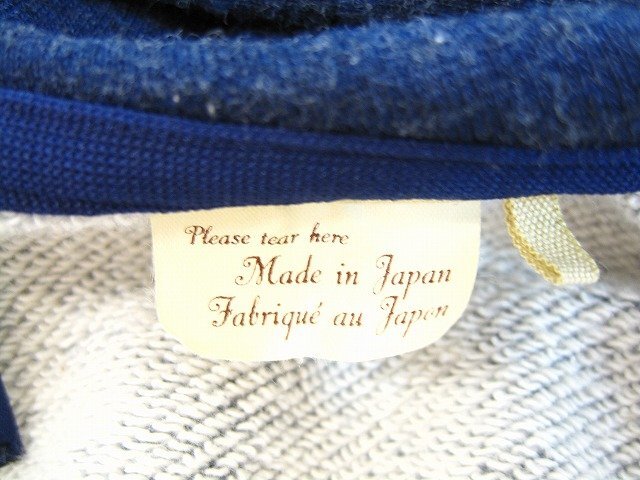 Please tear here
Made in Japan
Fabriqué au Japon